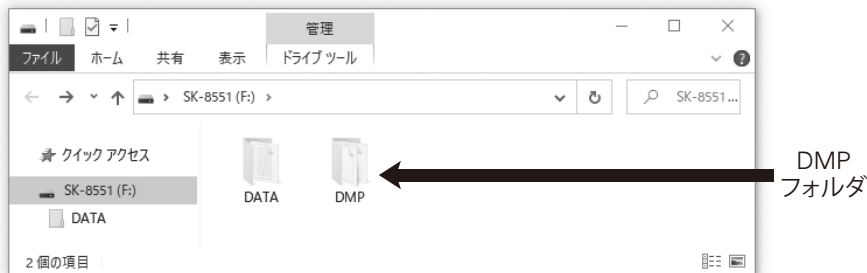 管理
ファイル ホーム 共有 表示 ドライブ ツール
SK-8551 (F:)
SK-8551...
クイック アクセス
SK-8551 (F:)
DATA
DATA
DMP
2 個の項目
DMP
フォルダ